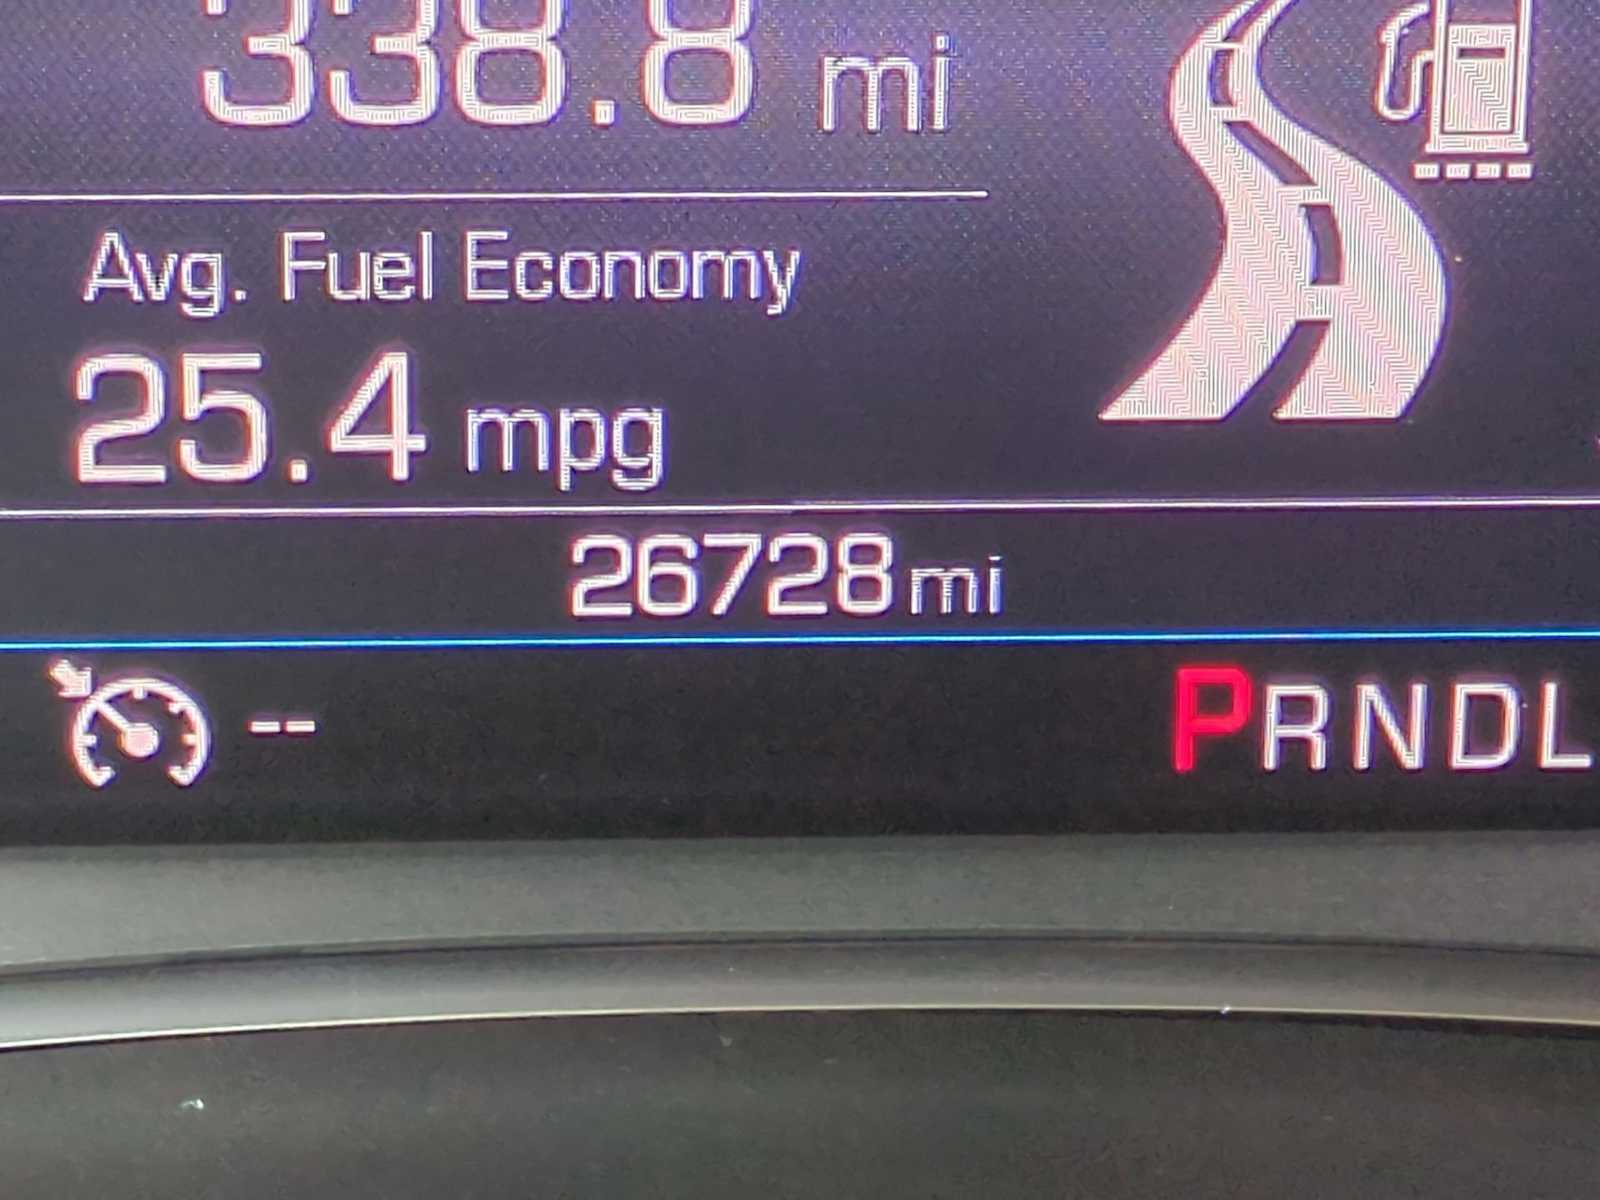 338.8 mi
Avg. Fuel Economy
25.4 mpg
26728 mi
--
PRNDL